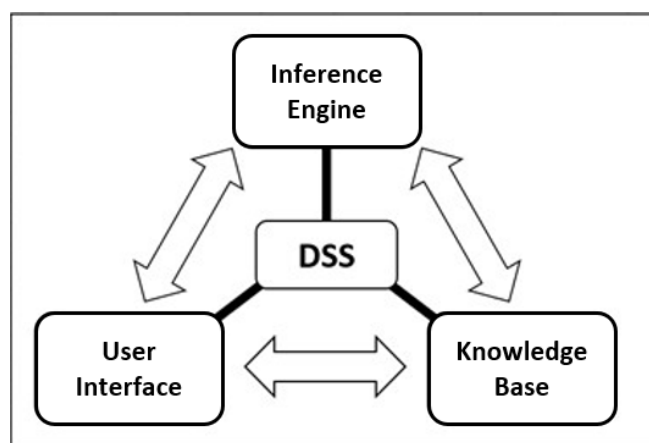 Inference
Engine
DSS
User
Interface
Knowledge
Base